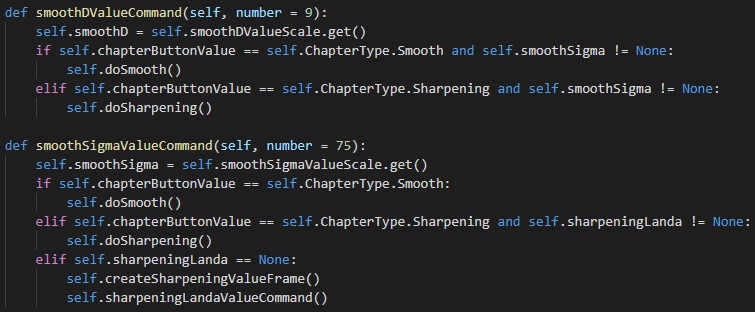 def smoothDValueCommand(self, number = 9):
    self.smoothD = self.smoothDValueScale.get()
    if self.chapterButtonValue == self.ChapterType.Smooth and self.smoothSigma != None:
        self.doSmooth()
    elif self.chapterButtonValue == self.ChapterType.Sharpening and self.smoothSigma != None:
        self.doSharpening()

def smoothSigmaValueCommand(self, number = 75):
    self.smoothSigma = self.smoothSigmaValueScale.get()
    if self.chapterButtonValue == self.ChapterType.Smooth:
        self.doSmooth()
    elif self.chapterButtonValue == self.ChapterType.Sharpening and self.sharpeningLanda != None:
        self.doSharpening()
    elif self.sharpeningLanda == None:
        self.createSharpeningValueFrame()
        self.sharpeningLandaValueCommand()